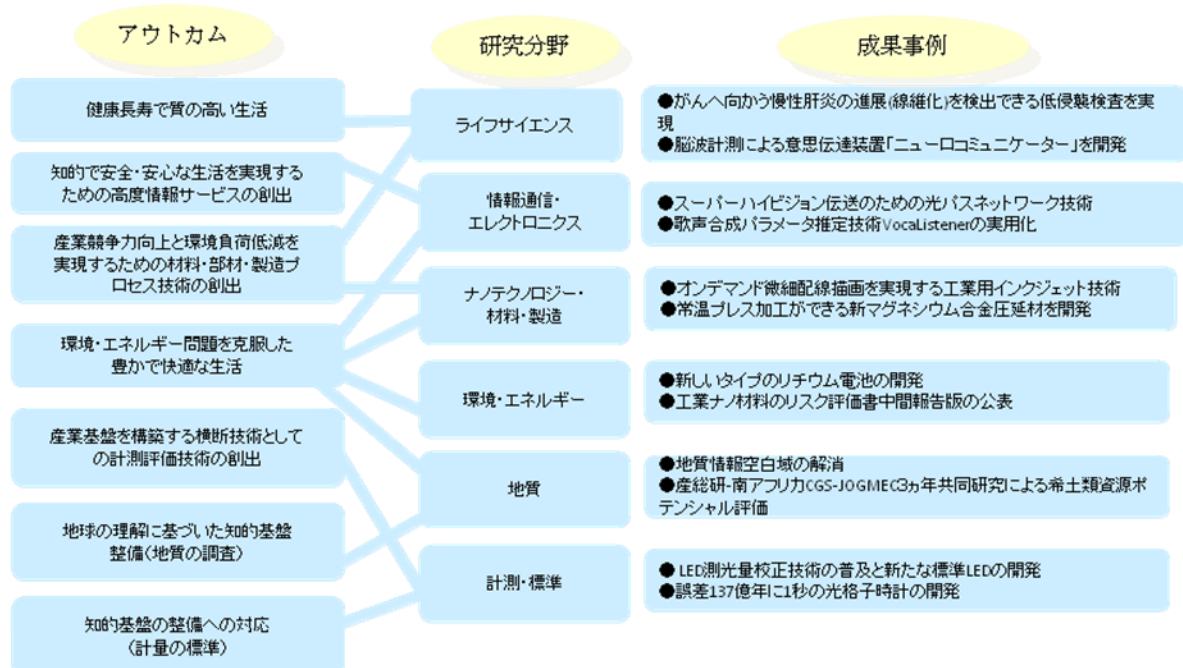 アウトカム
研究分野
成果事例
健康長寿で質の高い生活
知的で安全・安心な生活を実現する
ための高度情報サービスの創出
産業競争力向上と環境負荷低減を
実現するための材料・部材・製造プ
ロセス技術の創出
環境・エネルギー問題を克服した
豊かで快適な生活
産業基盤を構築する横断技術として
の計測評価技術の創出
地球の理解に基づいた知的基盤
整備(地質の調査)
知的基盤の整備への対応
(計量の標準)
ライフサイエンス
情報通信・
エレクトロニクス
ナノテクノロジー・
材料・製造
環境・エネルギー
地質
計測・標準
●がんへ向かう慢性肝炎の進展(線維化)を検出できる低侵襲検査を実
現
●脳波計測による意思伝達装置「ニューロコミュニケーター」を開発
●スーパーハイビジョン伝送のための光パスネットワーク技術
●歌声合成パラメータ推定技術VocaListenerの実用化
●オンデマンド微細配線描画を実現する工業用インクジェット技術
●常温プレス加工ができる新マグネシウム合金圧延材を開発
●新しいタイプのリチウム電池の開発
●工業ナノ材料のリスク評価書中間報告版の公表
●地質情報空白域の解消
●産総研-南アフリカCGS-JOGMEC3ヵ年共同研究による希土類資源ポ
テンシャル評価
●LED測光量校正技術の普及と新たな標準LEDの開発
●誤差137億年に1秒の光格子時計の開発